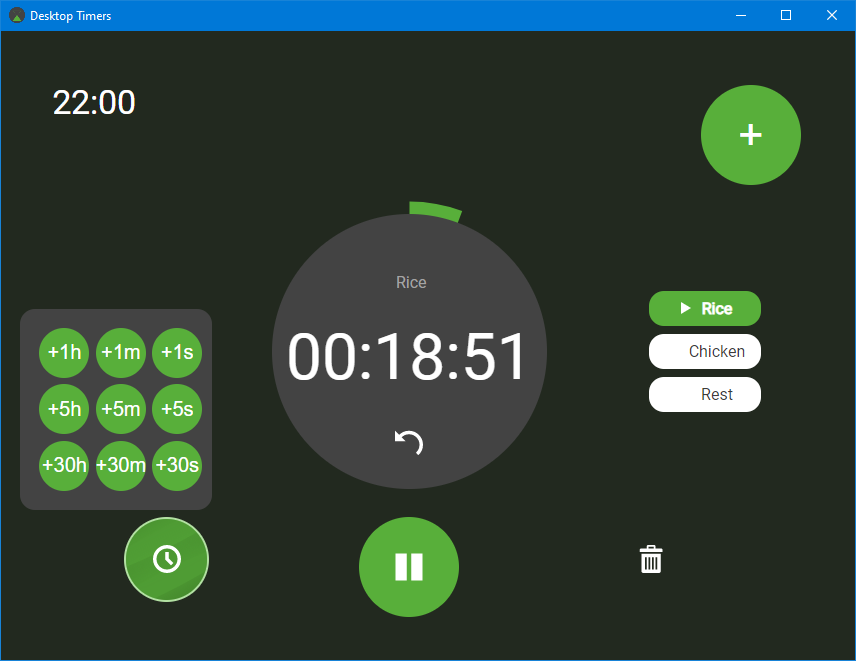 Desktop Timers
22:00
+
Rice
00:18:51
Rice
Chicken
Rest
+1h +1m +1s
+5h +5m +5s
+30h +30m +30s